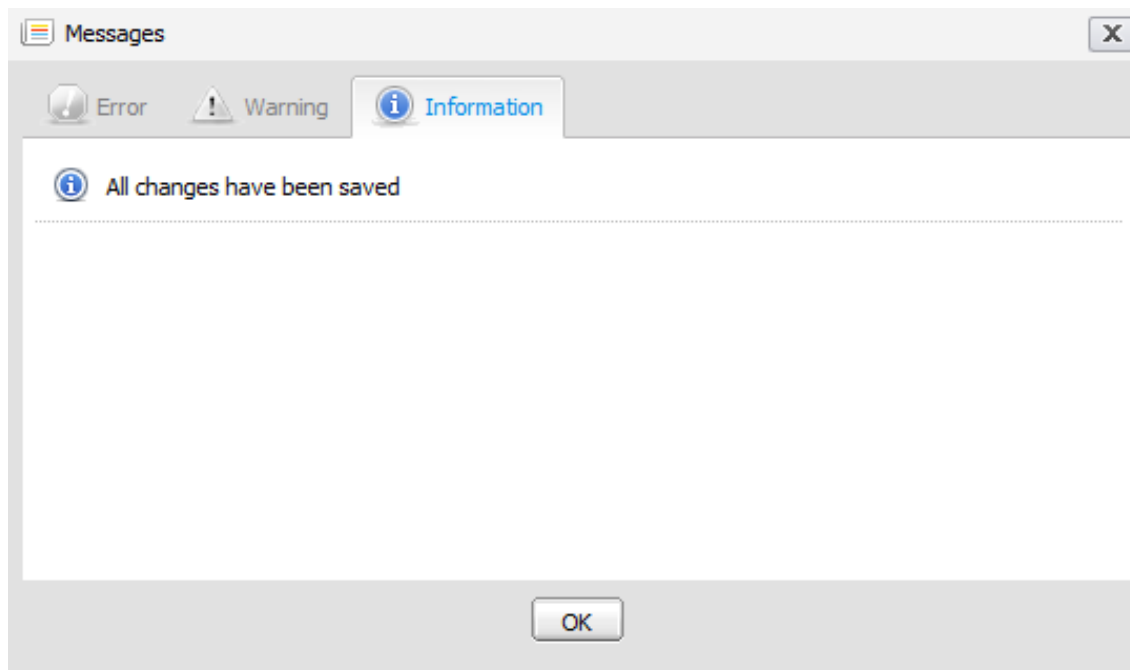 Messages
Error Warning Information
All changes have been saved
OK